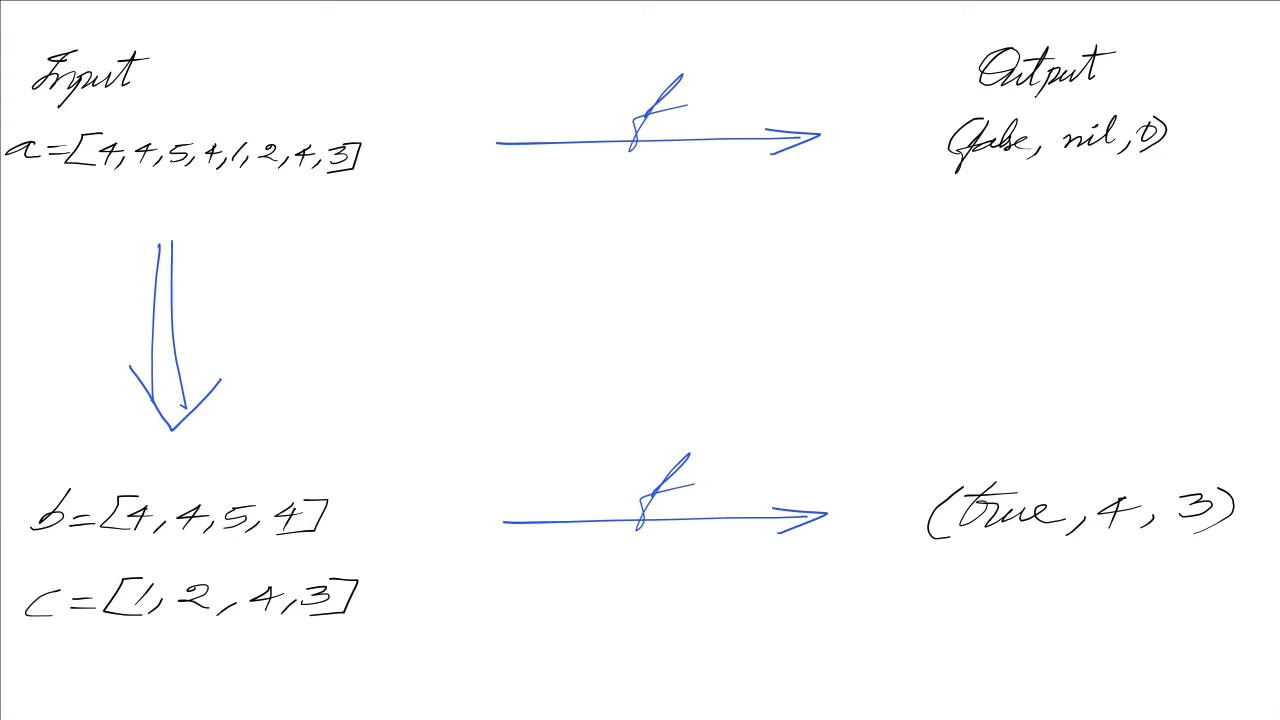 Input
Output
a=[4,4,5,4,1,2,4,3]
f
(false, nil, 0)
b=[4,4,5,4]
f
(true, 4, 3)
c=[1,2,4,3]